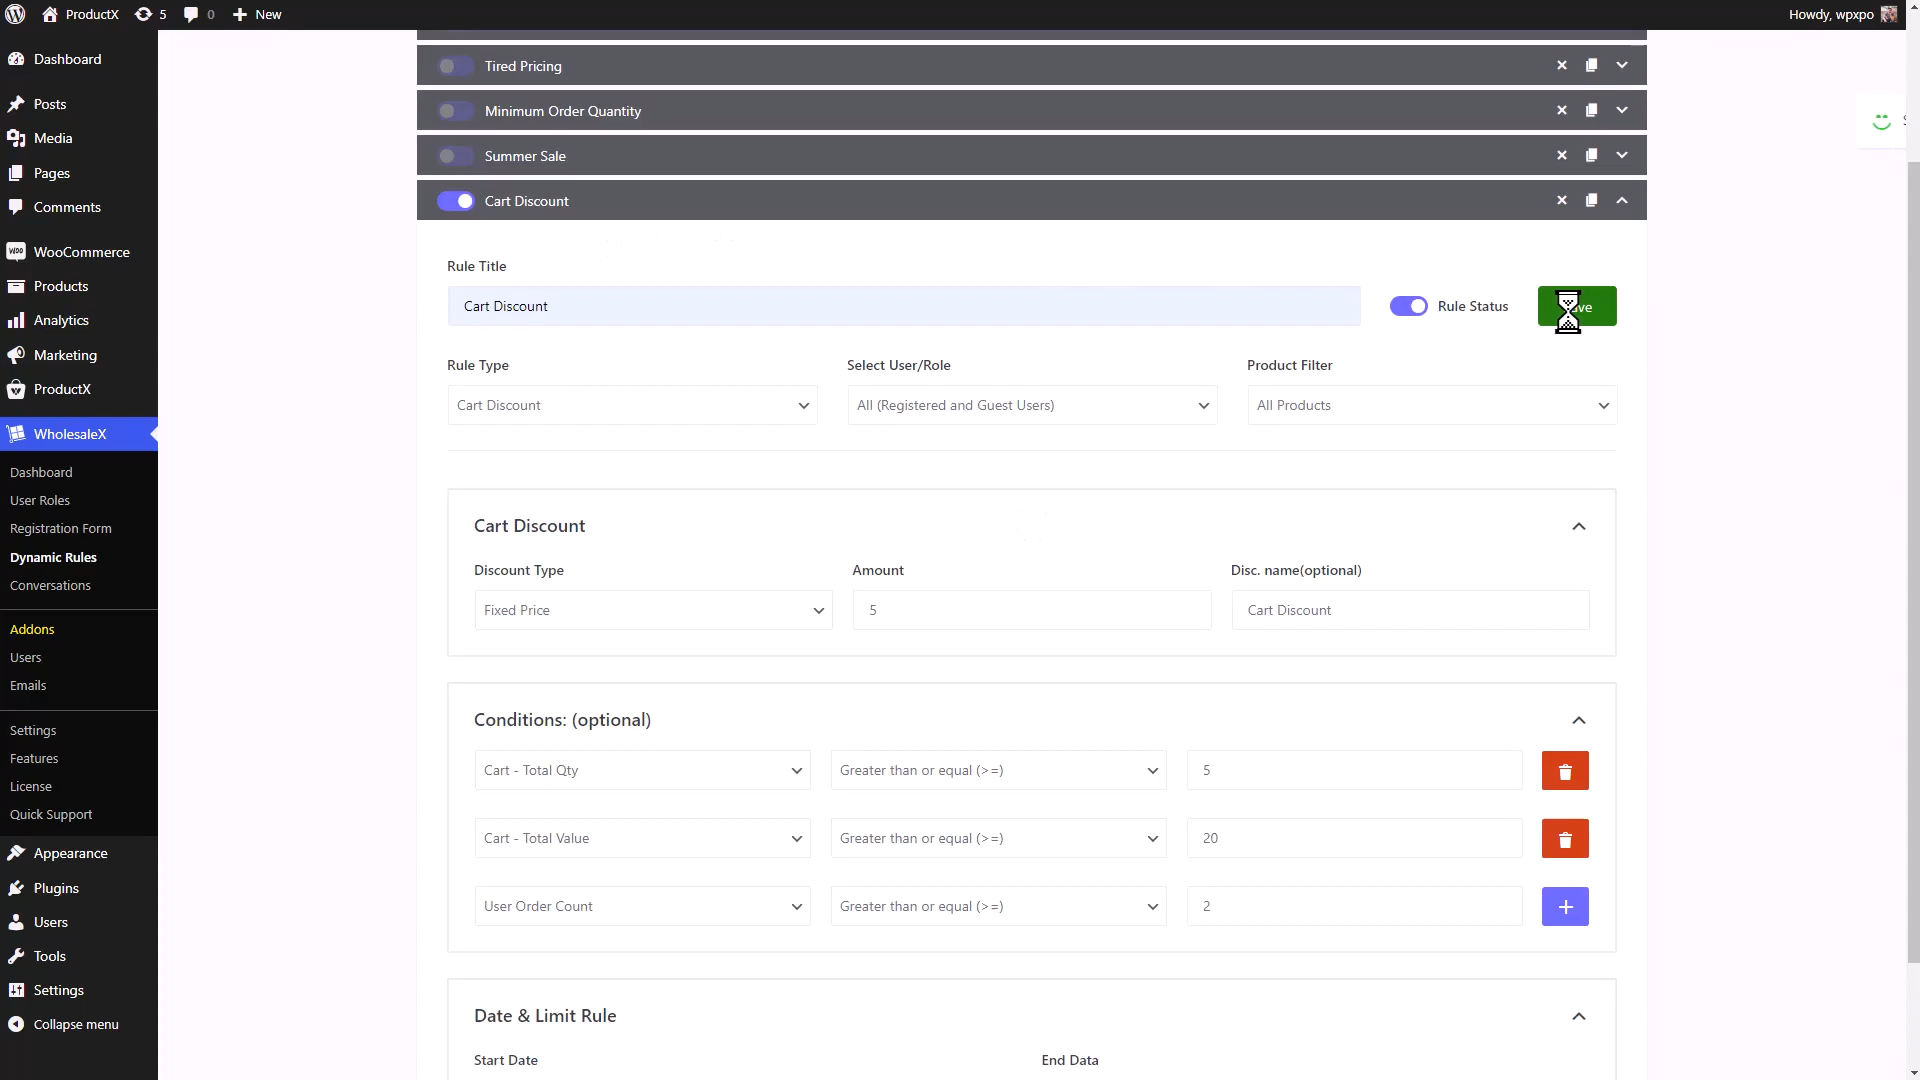 ProductX
5
0
New
Howdy, wpxpo
Dashboard
Posts
Media
Pages
Comments
WooCommerce
Products
Analytics
Marketing
ProductX
WholesaleX
Dashboard
User Roles
Registration Form
Dynamic Rules
Conversations
Addons
Users
Emails
Settings
Features
License
Quick Support
Appearance
Plugins
Users
Tools
Settings
Collapse menu
Tired Pricing
Minimum Order Quantity
Summer Sale
Cart Discount
Rule Title
Cart Discount
Rule Status
Rule Type
Select User/Role
Product Filter
Cart Discount
All (Registered and Guest Users)
All Products
Cart Discount
Discount Type
Amount
Disc. name(optional)
Fixed Price
5
Cart Discount
Conditions: (optional)
Cart - Total Qty
Greater than or equal (>=)
5
Cart - Total Value
Greater than or equal (>=)
20
User Order Count
Greater than or equal (>=)
2
Date & Limit Rule
Start Date
End Data